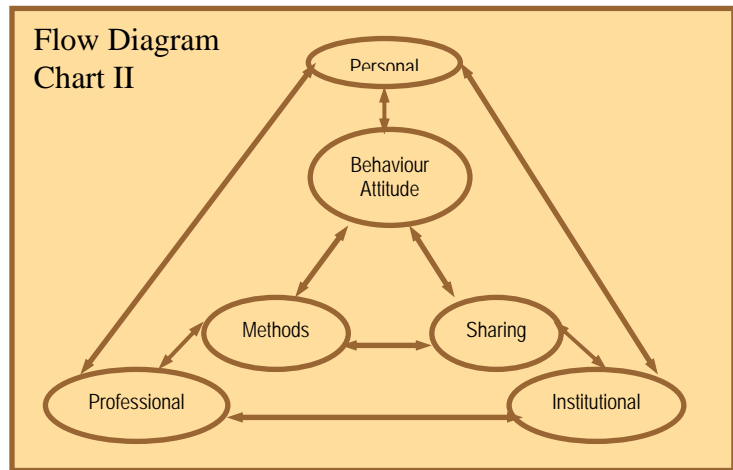 Flow Diagram
Chart II
Personal
Behaviour
Attitude
Methods
Sharing
Professional
Institutional